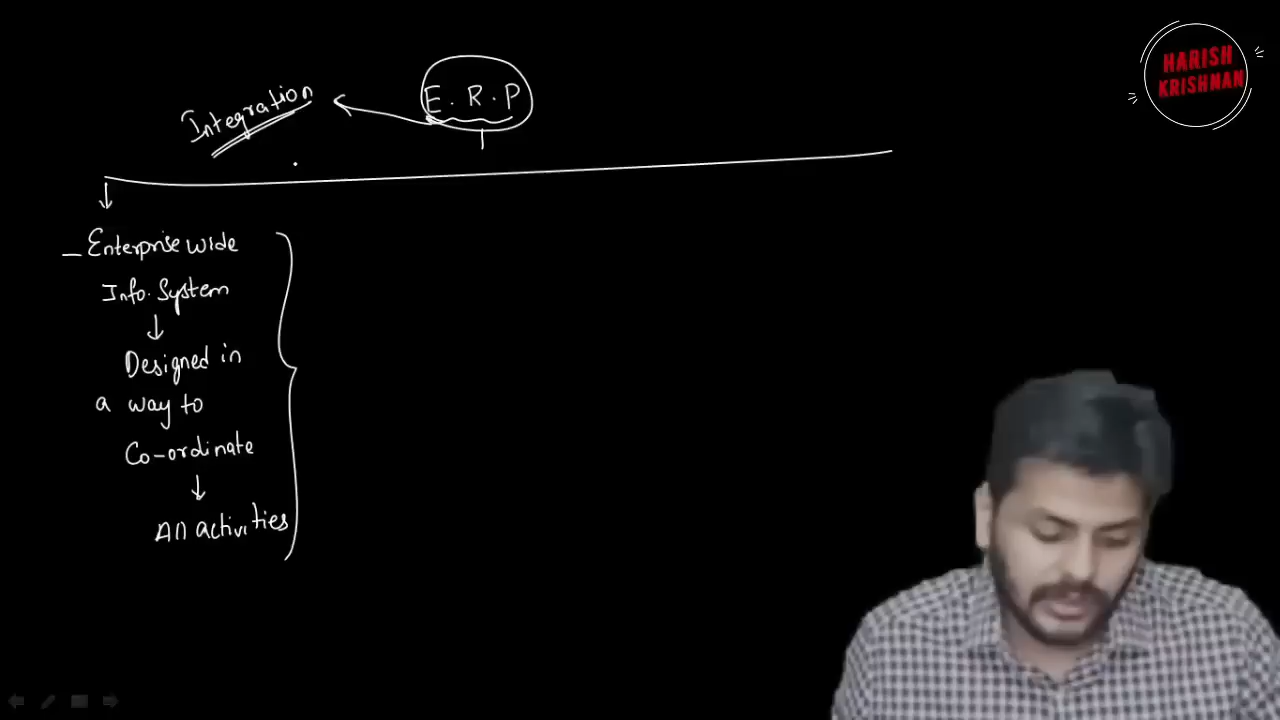 Integration
E.R.P
HARISH
KRISHNAN
Enterprise wide
Info. System
Designed in
a way to
Co-ordinate
All activities